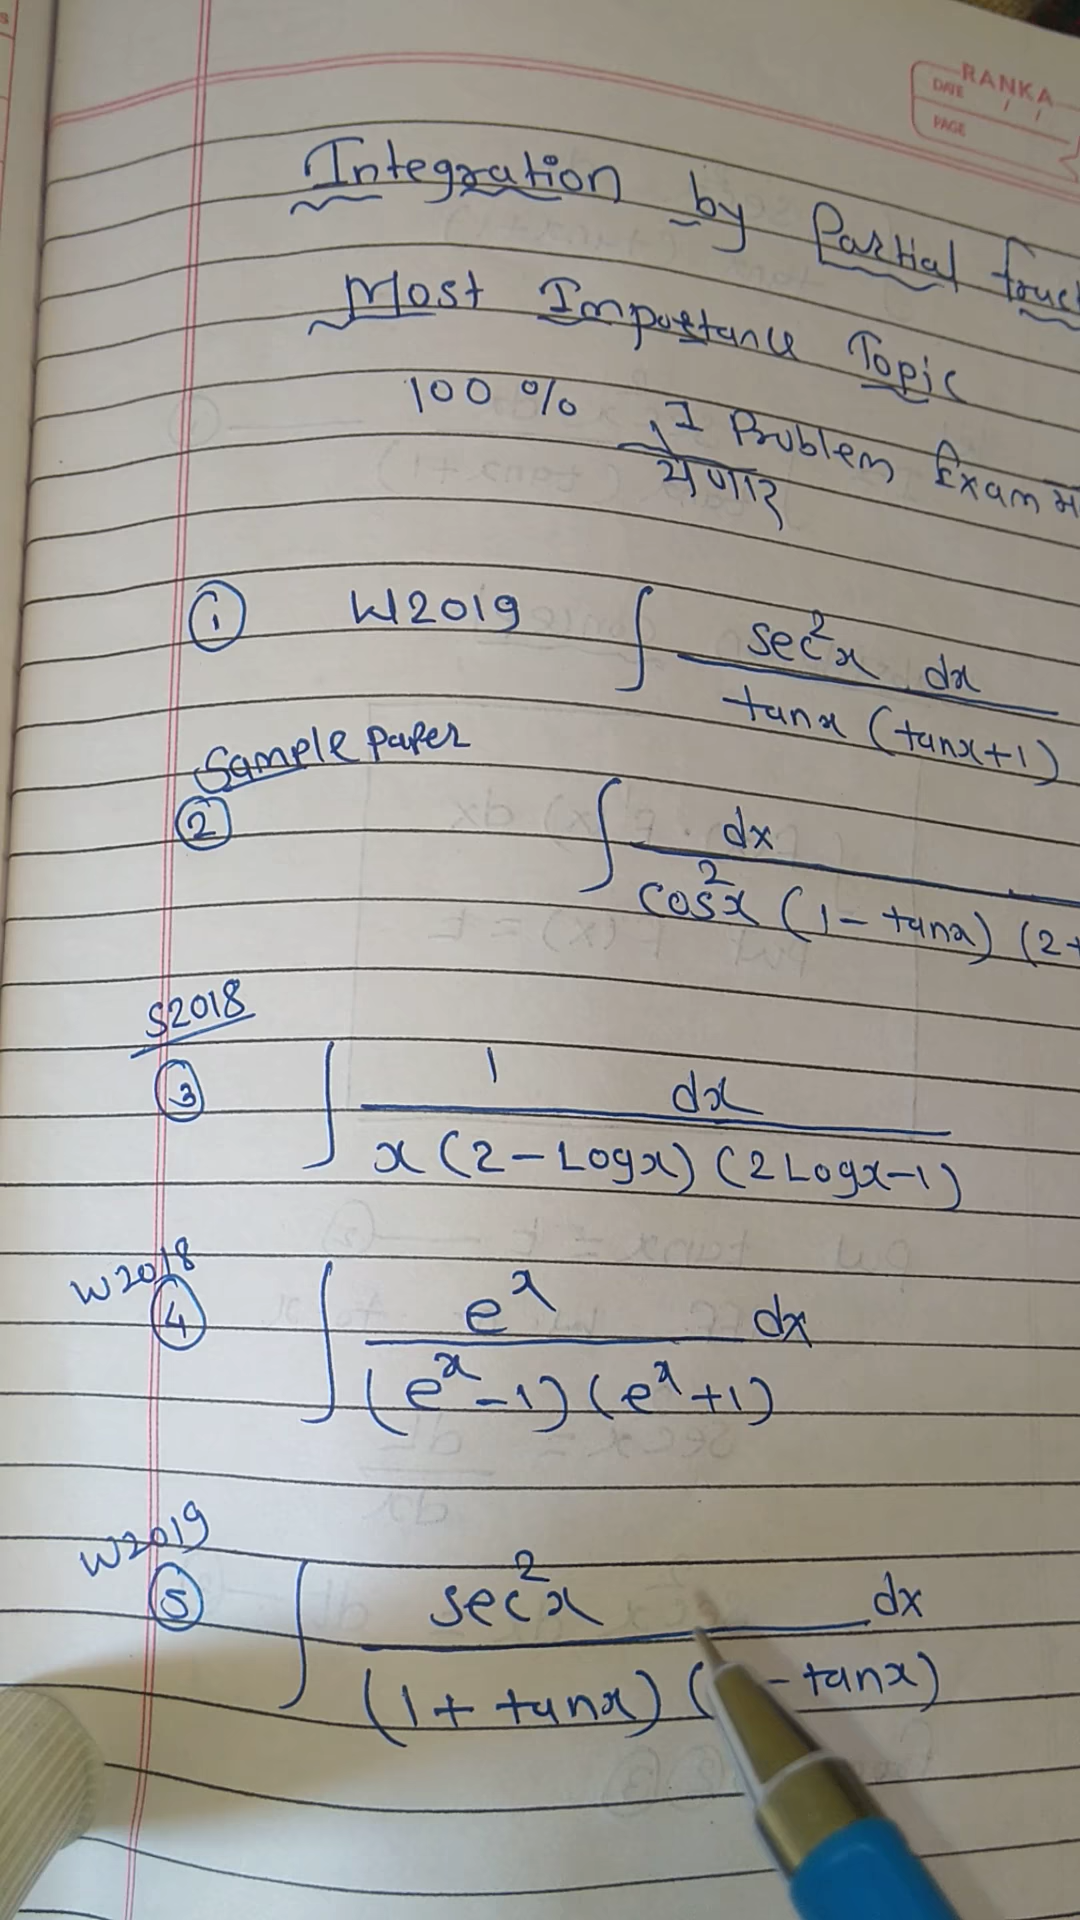 RANKA
DATE / /
PAGE
Integration by Partial
Most Importance Topic
100 % 1 Problem Exam
येणार
① W2019 ∫ sec²x dx / tanx (tanx+1)
Sample paper
② ∫ dx / cos²x (1 - tanx) (2+
S2018
③ ∫ 1 dx / x (2 - Logx) (2Logx-1)
W2018
④ ∫ eˣ / (eˣ-1) (eˣ+1) dx
W2019
⑤ ∫ sec²x dx / (1 + tanx) ( - tanx)